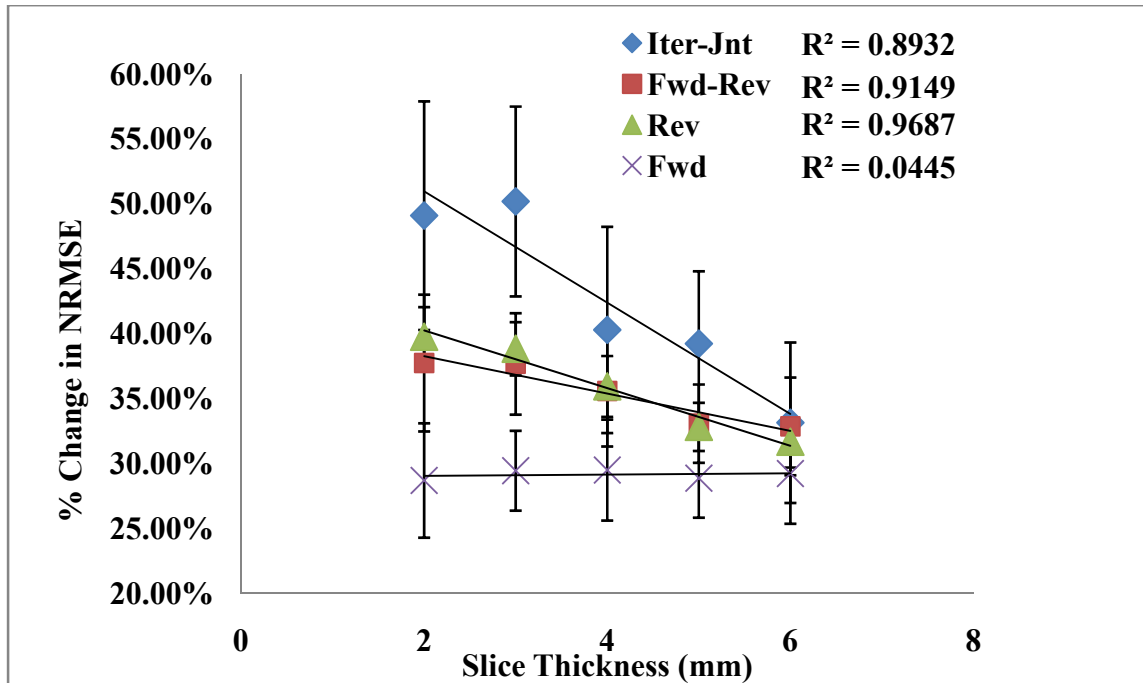 Iter-Jnt R² = 0.8932
60.00%
Fwd-Rev R² = 0.9149
55.00%
Rev R² = 0.9687
Fwd R² = 0.0445
50.00%
45.00%
40.00%
35.00%
30.00%
25.00%
20.00%
% Change in NRMSE
0 2 4 6 8
Slice Thickness (mm)